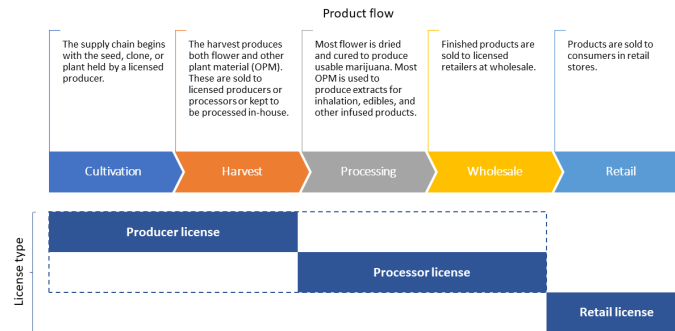 Product flow
The supply chain begins
with the seed, clone, or
plant held by a licensed
producer.
The harvest produces
both flower and other
plant material (OPM).
These are sold to
licensed producers or
processors or kept to
be processed in-house.
Most flower is dried
and cured to produce
usable marijuana. Most
OPM is used to
produce extracts for
inhalation, edibles, and
other infused products.
Finished products are
sold to licensed
retailers at wholesale.
Products are sold to
consumers in retail
stores.
Cultivation
Harvest
Processing
Wholesale
Retail
License type
Producer license
Processor license
Retail license